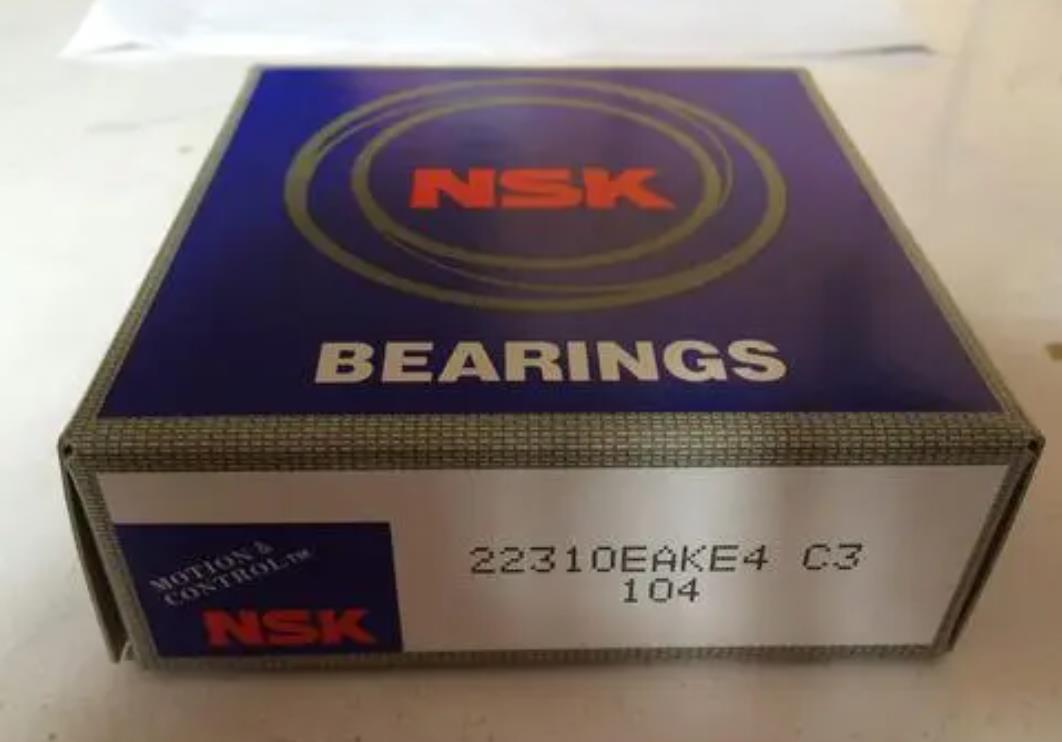 NSK
BEARINGS
MOTION &
CONTROL™
NSK
22310EAKE4 C3
104